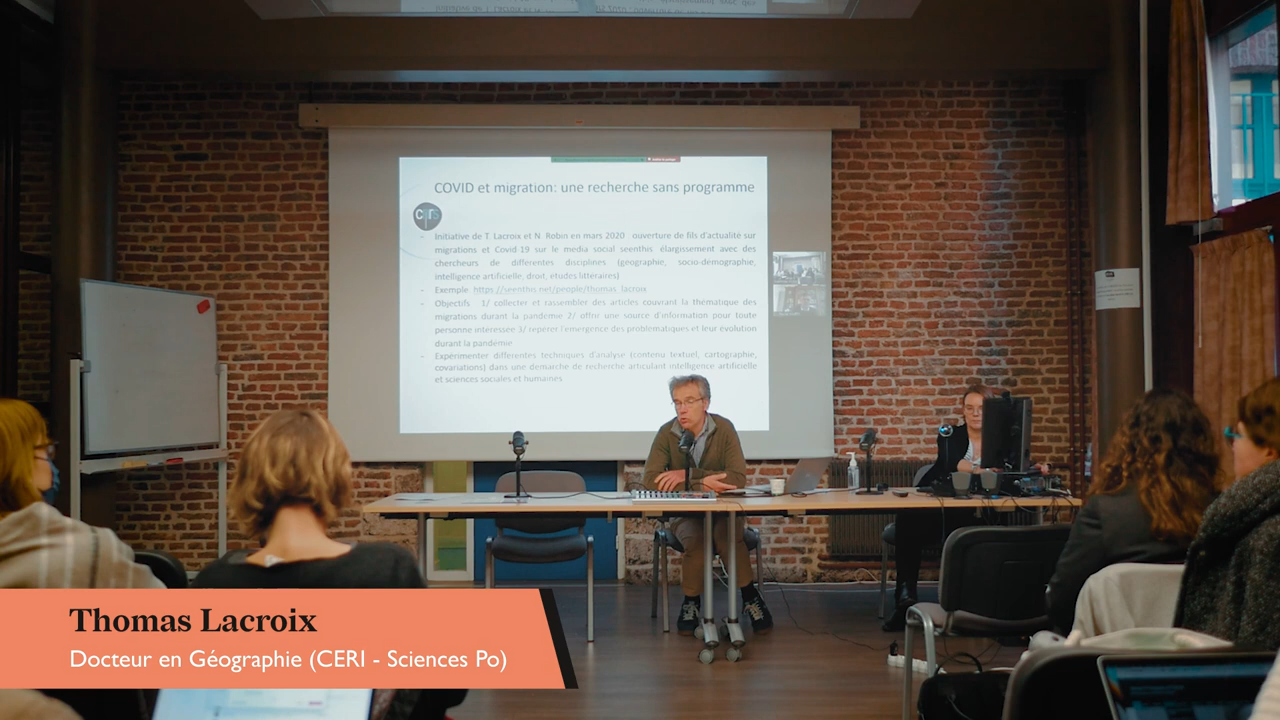 COVID et migration: une recherche sans programme
cnrs
- Initiative de T. Lacroix et N. Robin en mars 2020 ouverture de fils d'actualité sur
migrations et Covid-19 sur le media social seenthis élargissement avec des
chercheurs de différentes disciplines (géographie, socio-demographie,
intelligence artificielle, droit, etudes littéraires)
- Exemple https://seenthis.net/people/thomas_lacroix
- Objectifs 1/ collecter et rassembler des articles couvrant la thématique des
migrations durant la pandémie 2/ offrir une source d'information pour toute
personne interessée 3/ repérer l'émergence des problématiques et leur évolution
durant la pandémie
- Expérimenter différentes techniques d'analyse (contenu textuel, cartographie,
covariations) dans une démarche de recherche articulant intelligence artificielle
et sciences sociales et humaines
Thomas Lacroix
Docteur en Géographie (CERI - Sciences Po)